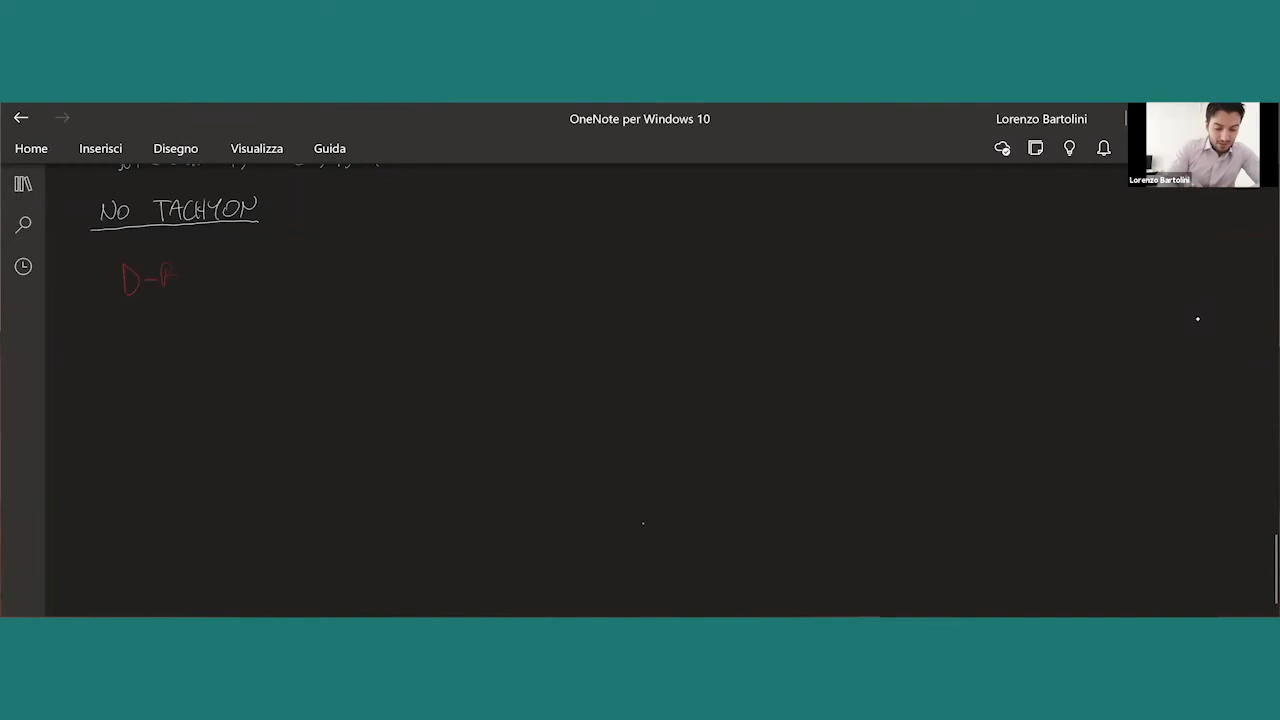 OneNote per Windows 10
Lorenzo Bartolini
Home Inserisci Disegno Visualizza Guida
Lorenzo Bartolini
NO TACHYON
D-